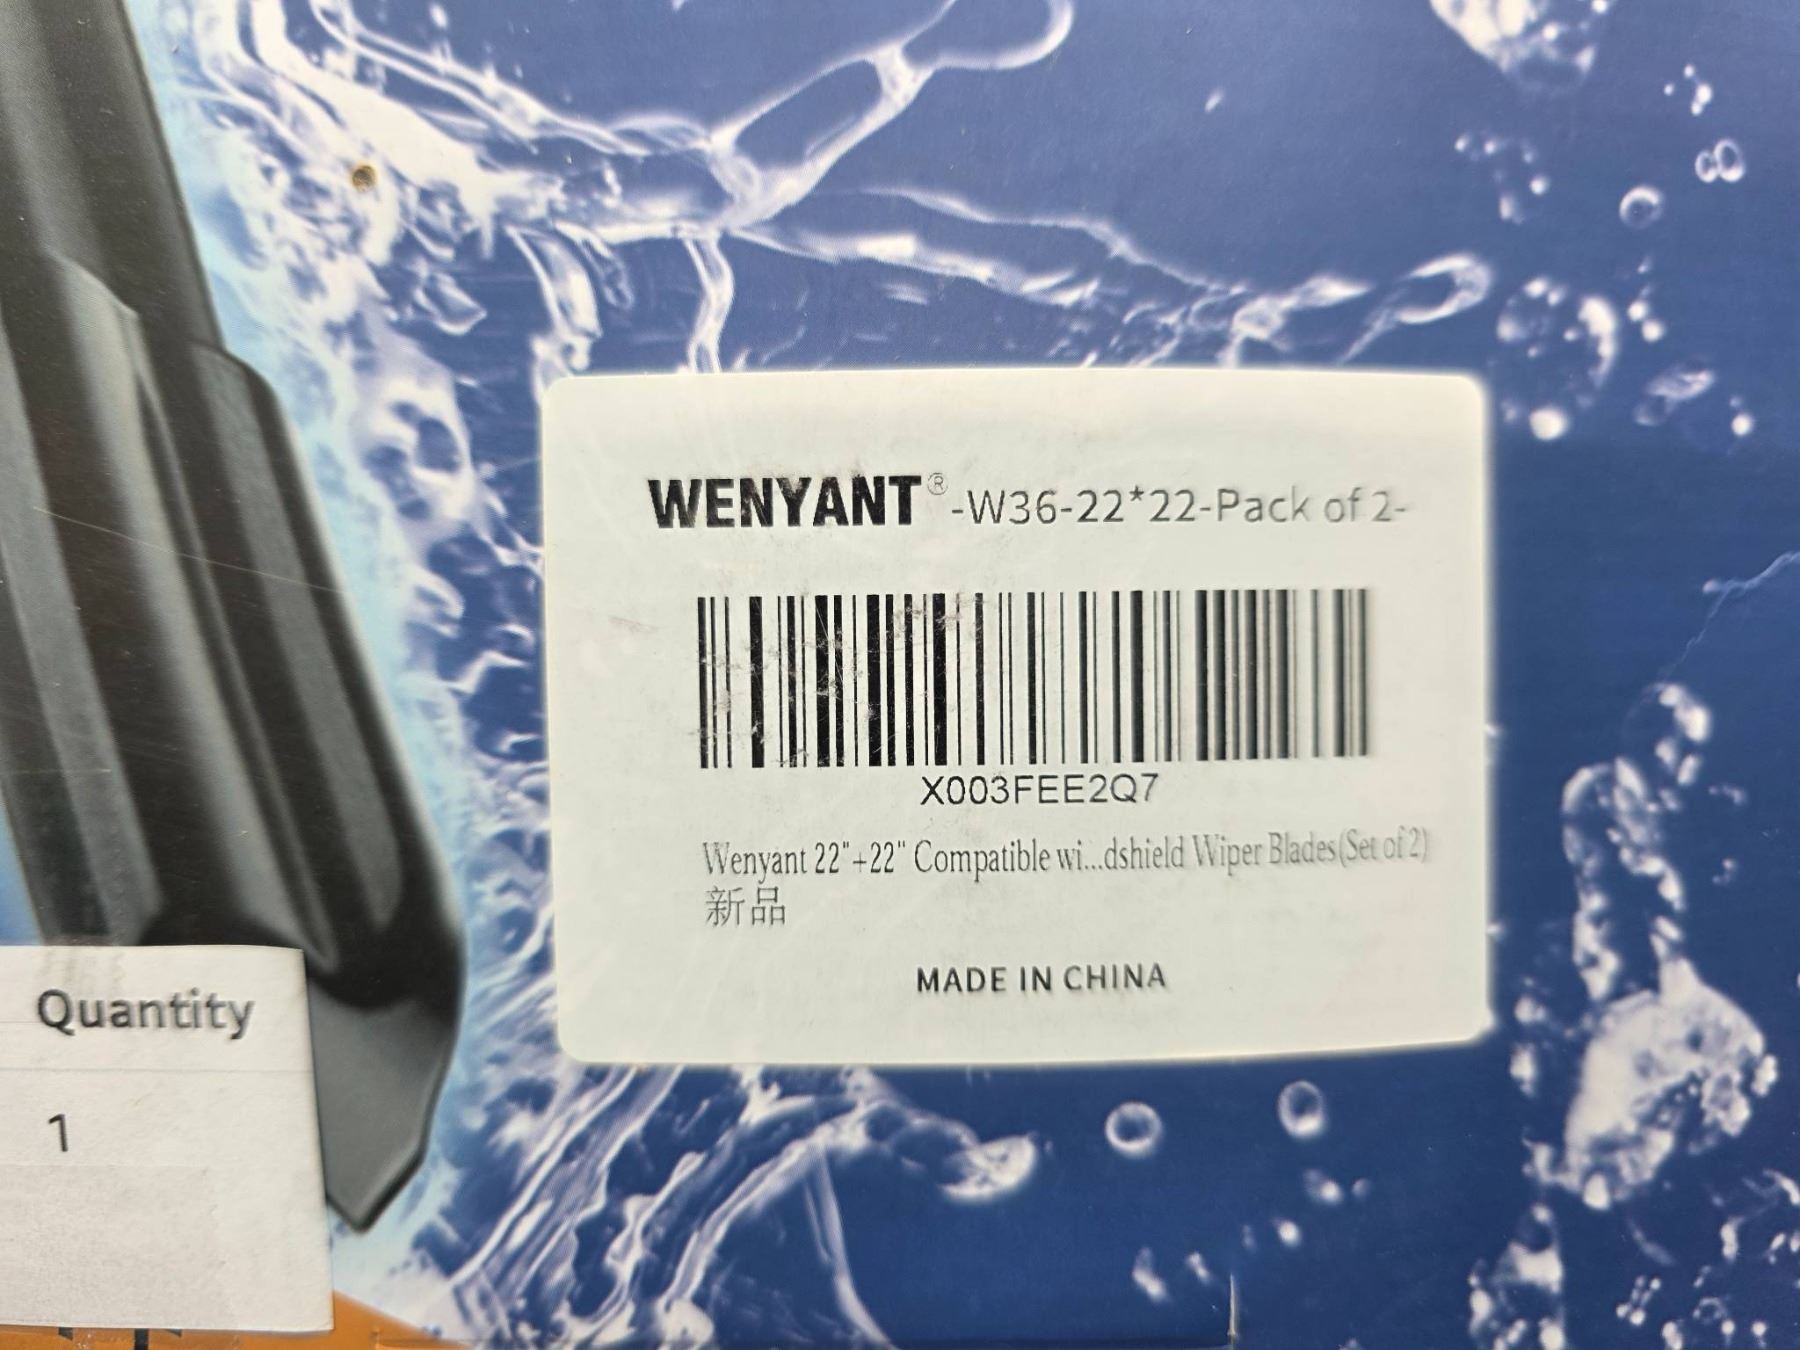 WENYANT® -W36-22*22-Pack of 2-
X003FEE2Q7
Wenyant 22"+22" Compatible wi...dshield Wiper Blades(Set of 2)
新品
MADE IN CHINA
Quantity
1